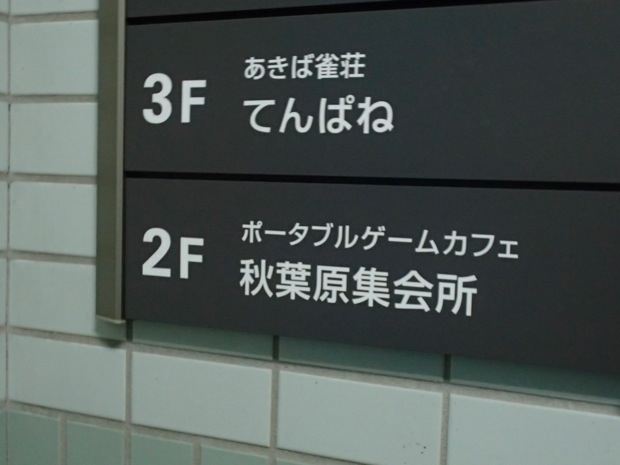 3F
あきば雀荘
てんぱね
2F
ポータブルゲームカフェ
秋葉原集会所